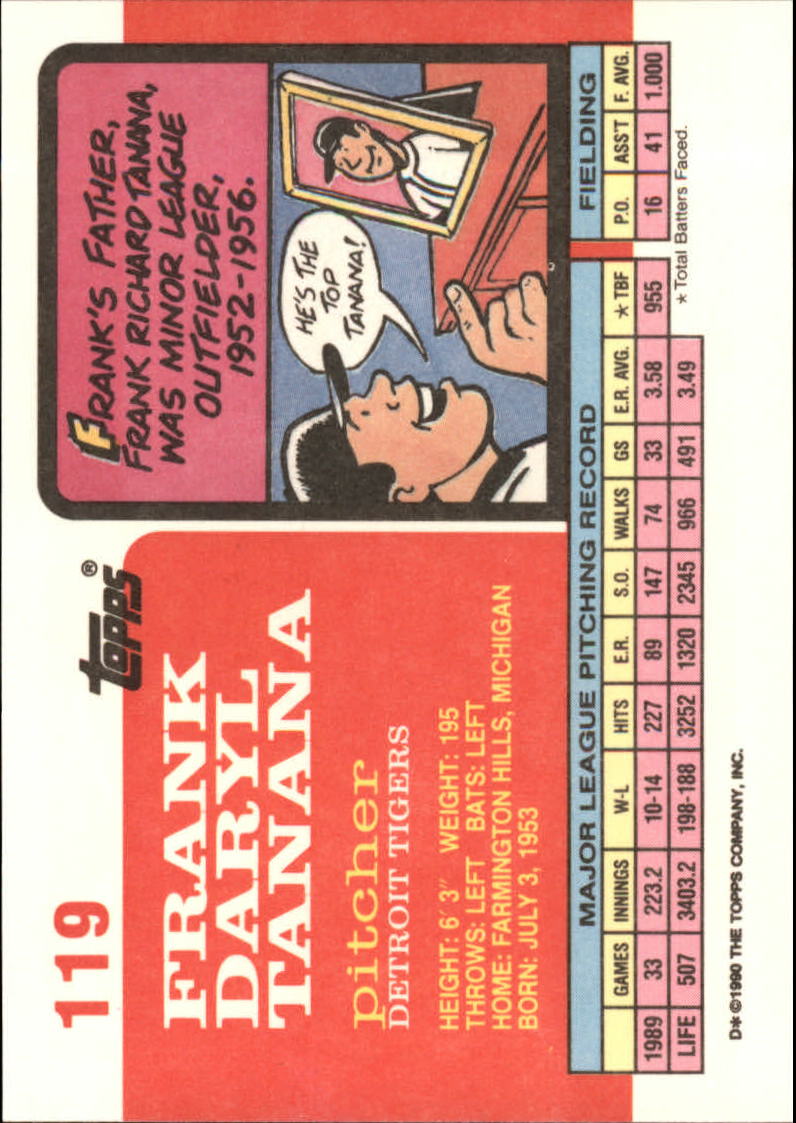 119
topps®
FRANK
DARYL
TANANA
pitcher
DETROIT TIGERS
HEIGHT: 6' 3" WEIGHT: 195
THROWS: LEFT BATS: LEFT
HOME: FARMINGTON HILLS, MICHIGAN
BORN: JULY 3, 1953
FRANK'S FATHER,
FRANK RICHARD TANANA,
WAS MINOR LEAGUE
OUTFIELDER,
1952-1956.
HE'S THE
TOP
TANANA!
MAJOR LEAGUE PITCHING RECORD FIELDING
GAMES INNINGS W-L HITS E.R. S.O. WALKS GS E.R. AVG. ★TBF P.O. ASS'T F. AVG.
1989 33 223.2 10-14 227 89 147 74 33 3.58 955 16 41 1.000
LIFE 507 3403.2 198-188 3252 1320 2345 966 491 3.49
★ Total Batters Faced.
D✱ ©1990 THE TOPPS COMPANY, INC.